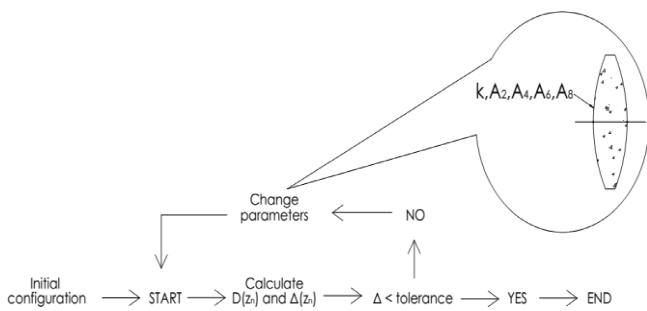 k,A₂,A₄,A₆,A₈
Change
parameters
NO
Initial
configuration
START
Calculate
D(zₙ) and Δ(zₙ)
Δ < tolerance
YES
END